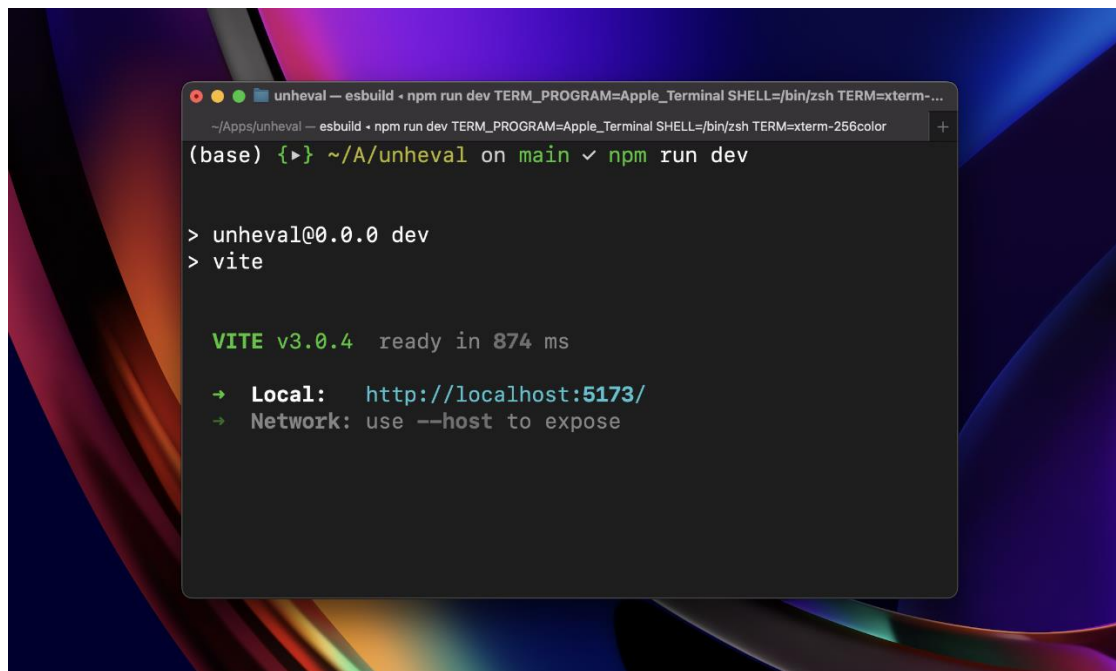 unheval — esbuild ◂ npm run dev TERM_PROGRAM=Apple_Terminal SHELL=/bin/zsh TERM=xterm-...
~/Apps/unheval — esbuild ◂ npm run dev TERM_PROGRAM=Apple_Terminal SHELL=/bin/zsh TERM=xterm-256color +
(base) {▸} ~/A/unheval on main ✓ npm run dev
> unheval@0.0.0 dev
> vite
VITE v3.0.4 ready in 874 ms
➜ Local: http://localhost:5173/
➜ Network: use --host to expose